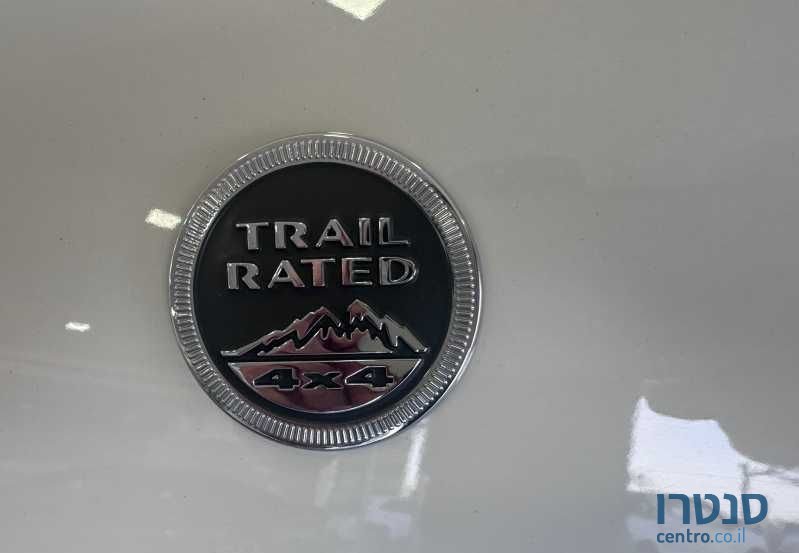 TRAIL
RATED
4x4
סנטרו
centro.co.il